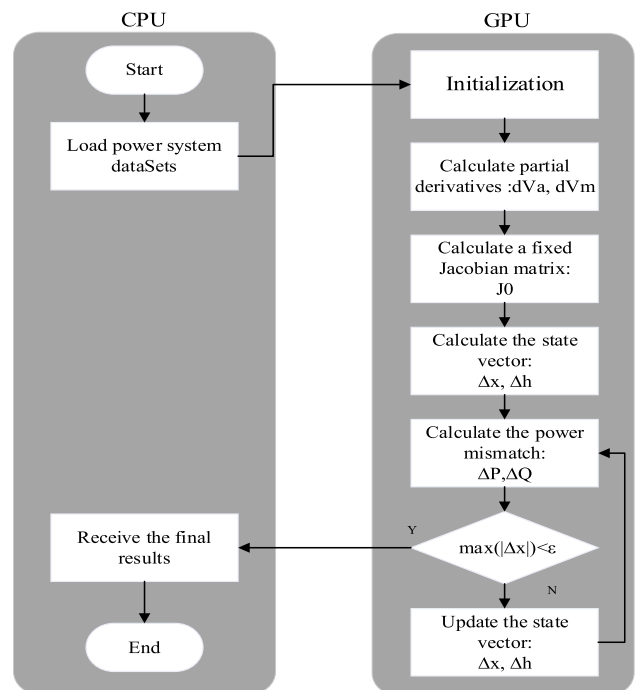 CPU
Start
Load power system
dataSets
Receive the final
results
End
GPU
Initialization
Calculate partial
derivatives :dVa, dVm
Calculate a fixed
Jacobian matrix:
J0
Calculate the state
vector:
Δx, Δh
Calculate the power
mismatch:
ΔP,ΔQ
max(|Δx|)<ε
Y
N
Update the state
vector:
Δx, Δh